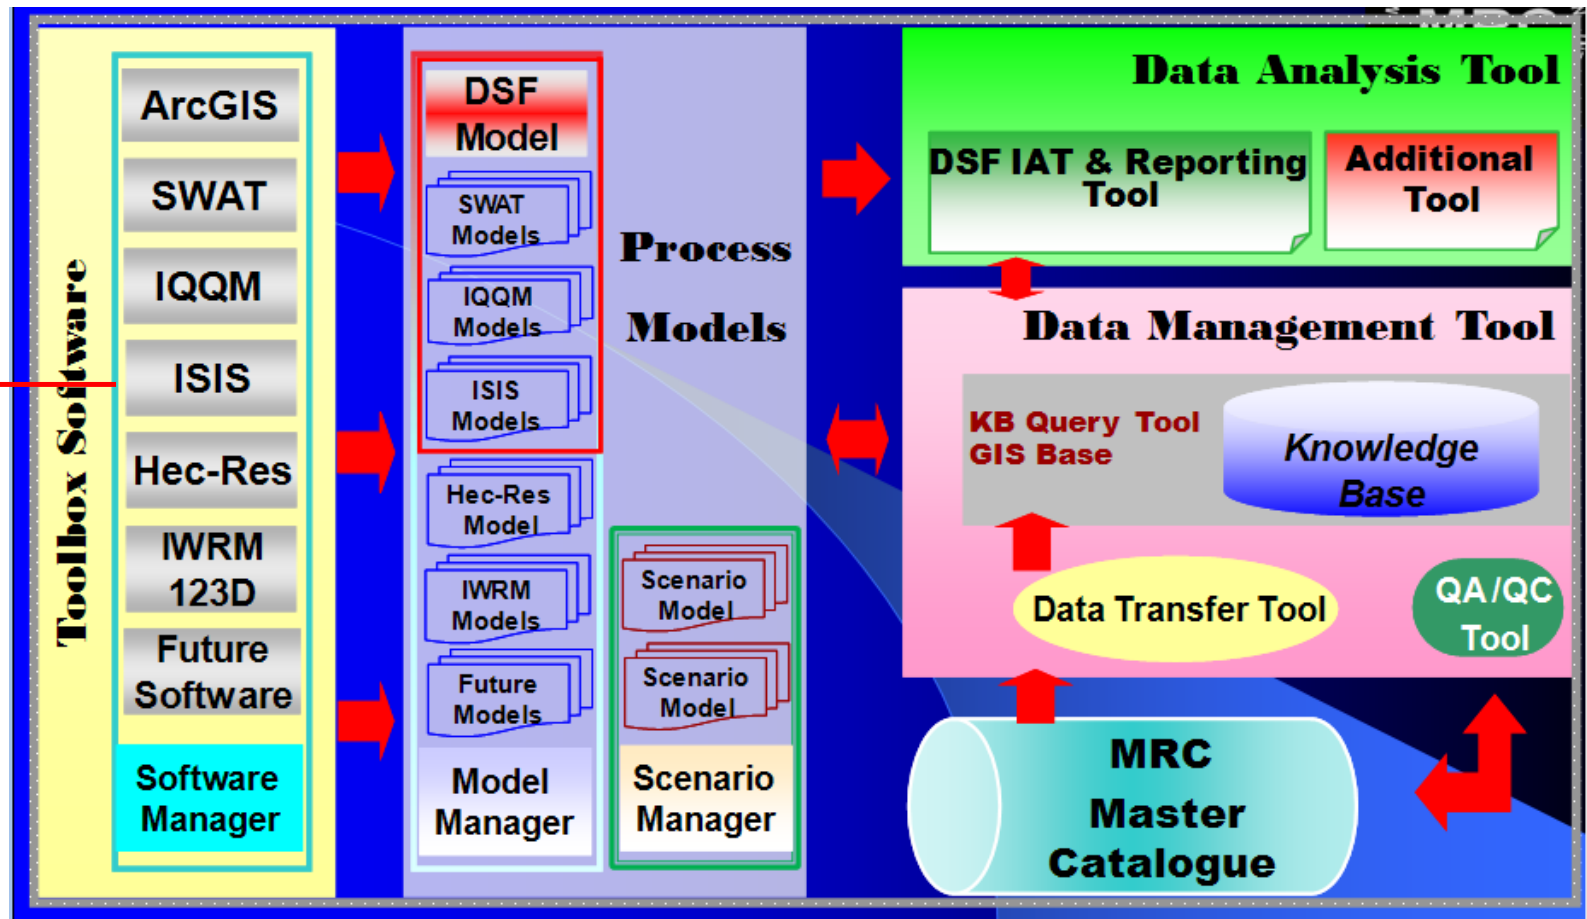 Toolbox Software
ArcGIS
SWAT
IQQM
ISIS
Hec-Res
IWRM
123D
Future
Software
Software
Manager
DSF
Model
SWAT
Models
IQQM
Models
ISIS
Models
Hec-Res
Model
IWRM
Models
Future
Models
Model
Manager
Process
Models
Scenario
Model
Scenario
Model
Scenario
Manager
Data Analysis Tool
DSF IAT & Reporting
Tool
Additional
Tool
Data Management Tool
KB Query Tool
GIS Base
Knowledge
Base
Data Transfer Tool
QA/QC
Tool
MRC
Master
Catalogue